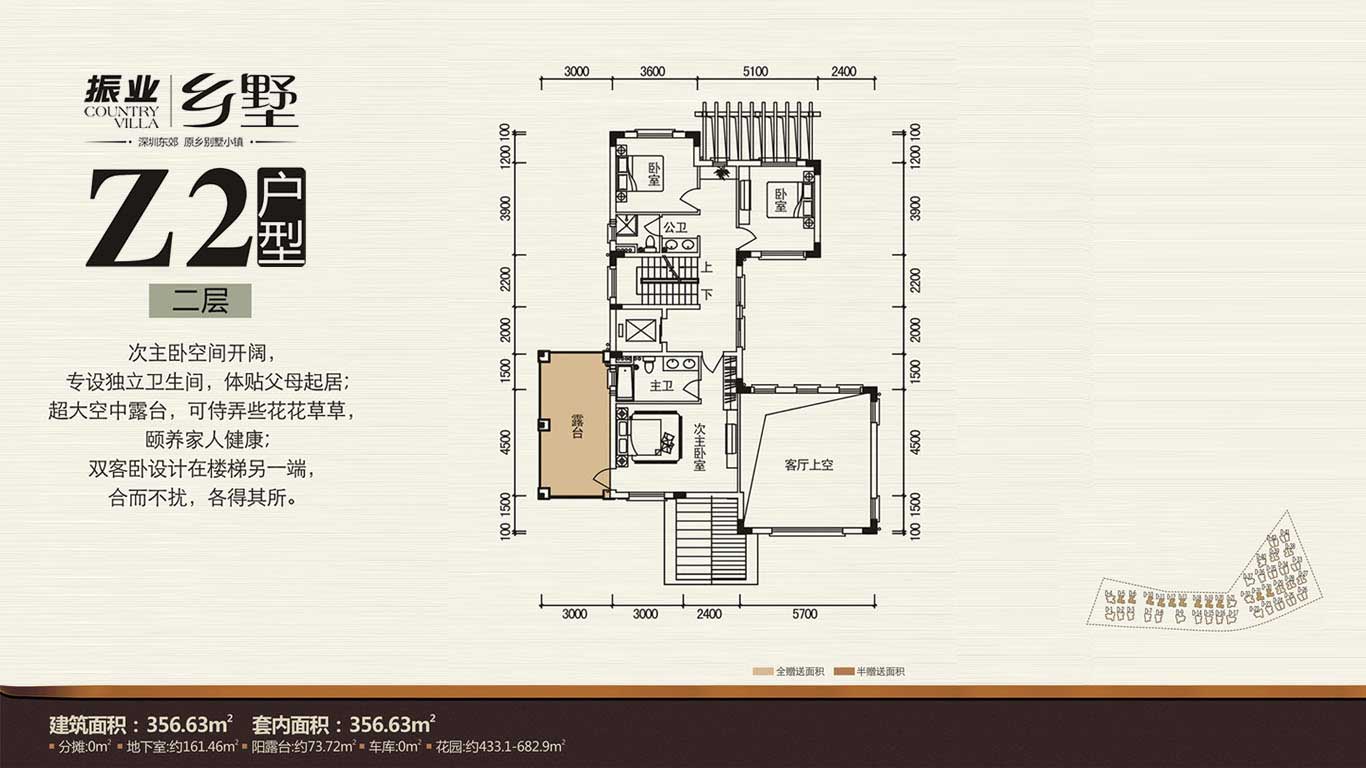 振业 乡墅
COUNTRY
VILLA
深圳东郊 原乡别墅小镇
Z2户型
二层
次主卧空间开阔，
专设独立卫生间，体贴父母起居；
超大空中露台，可侍弄些花花草草，
颐养家人健康；
双客卧设计在楼梯另一端，
合而不扰，各得其所。
3000 3600 5100 2400
100 1200 3900 2200 2000 1500 4500 1500 100
卧室
卧室
公卫
上
下
主卫
露台
次主卧室
客厅上空
100 1200 3900 2200 2000 1500 4500 1500 100
3000 3000 2400 5700
全赠送面积 半赠送面积
建筑面积：356.63㎡ 套内面积：356.63㎡
分摊:0㎡ 地下室:约161.46㎡ 阳露台:约73.72㎡ 车库:0㎡ 花园:约433.1-682.9㎡